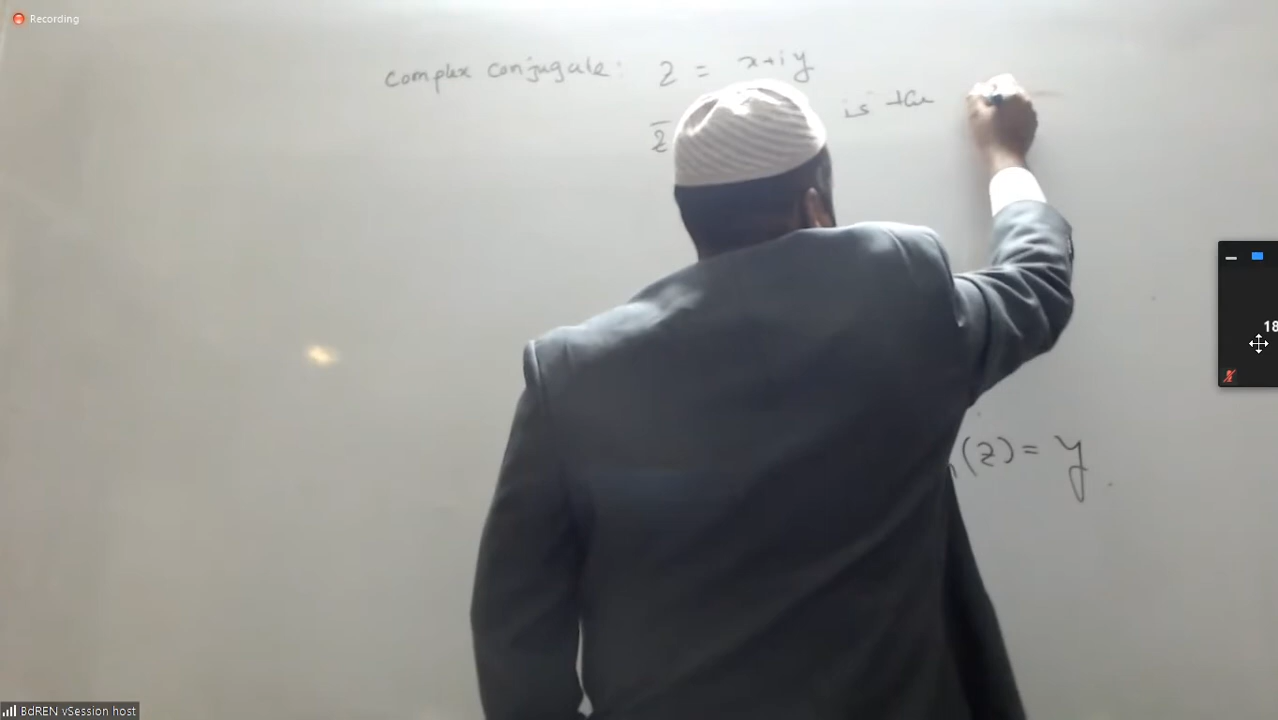 Recording
Complex conjugate: z = x+iy
z̄ is the
(z) = y
18
BdREN vSession host